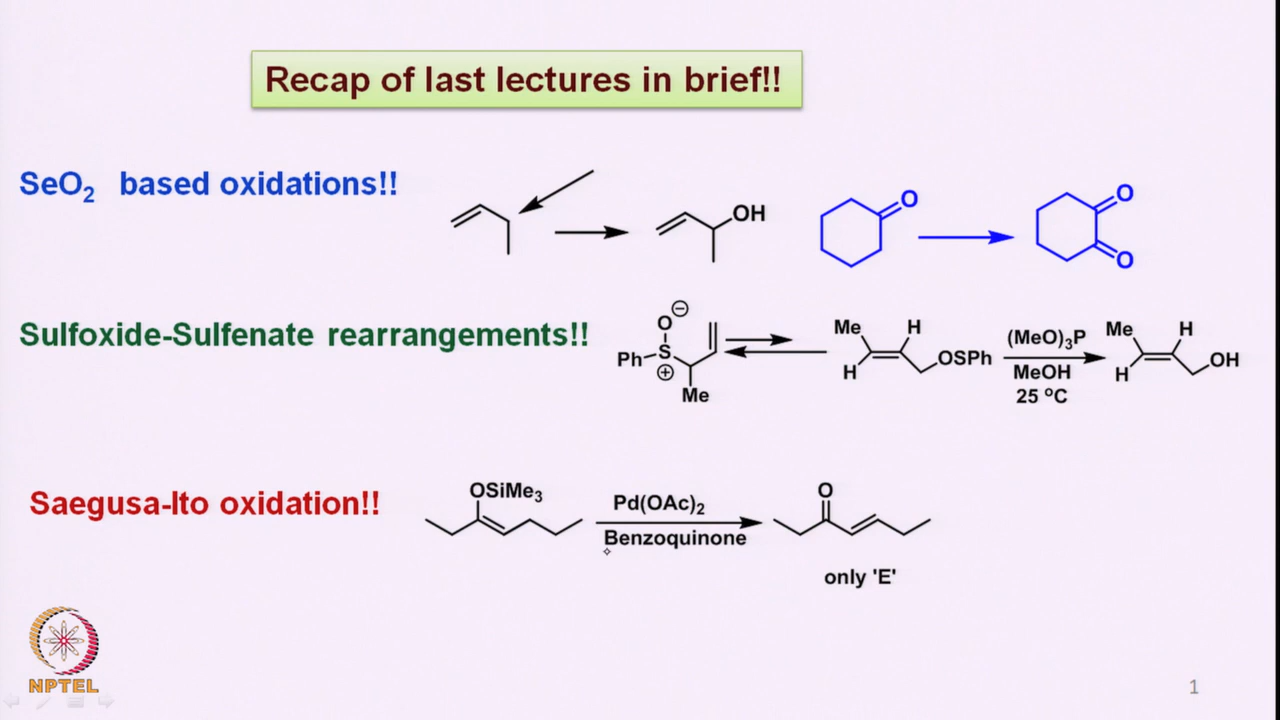 Recap of last lectures in brief!!
SeO₂ based oxidations!!
OH
O
O
O
Sulfoxide-Sulfenate rearrangements!!
O ⊖
Ph S ⊕
Me
Me H
H OSPh
(MeO)₃P
MeOH
25 ºC
Me H
H OH
Saegusa-Ito oxidation!!
OSiMe₃
Pd(OAc)₂
Benzoquinone
O
only 'E'
NPTEL
1